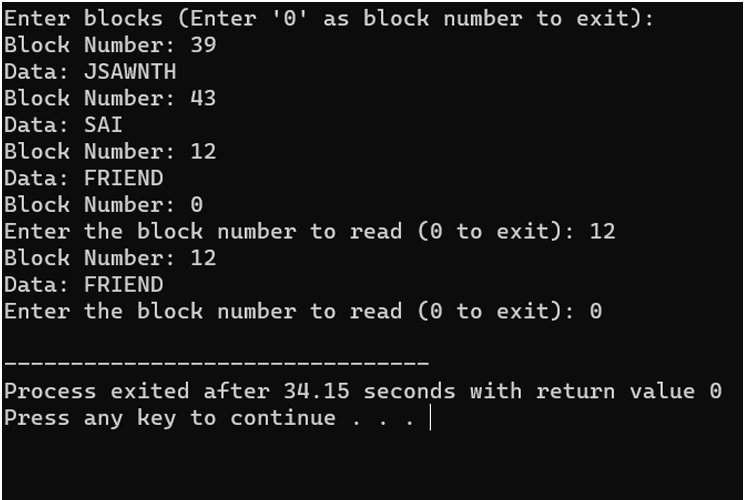 Enter blocks (Enter '0' as block number to exit):
Block Number: 39
Data: JSAWNTH
Block Number: 43
Data: SAI
Block Number: 12
Data: FRIEND
Block Number: 0
Enter the block number to read (0 to exit): 12
Block Number: 12
Data: FRIEND
Enter the block number to read (0 to exit): 0
--------------------------------
Process exited after 34.15 seconds with return value 0
Press any key to continue . . .